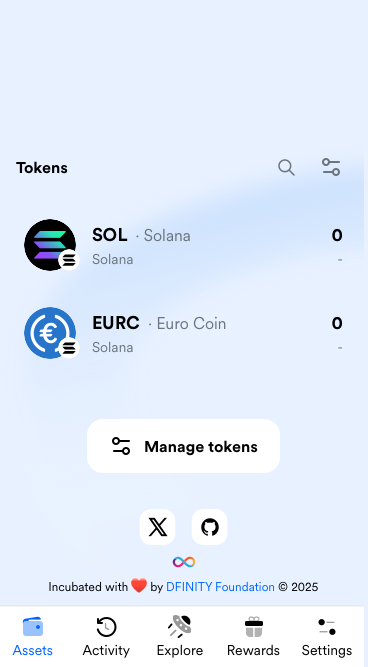 Tokens
SOL · Solana 0
Solana -
EURC · Euro Coin 0
Solana -
Manage tokens
Incubated with ❤️ by DFINITY Foundation © 2025
Assets Activity Explore Rewards Settings